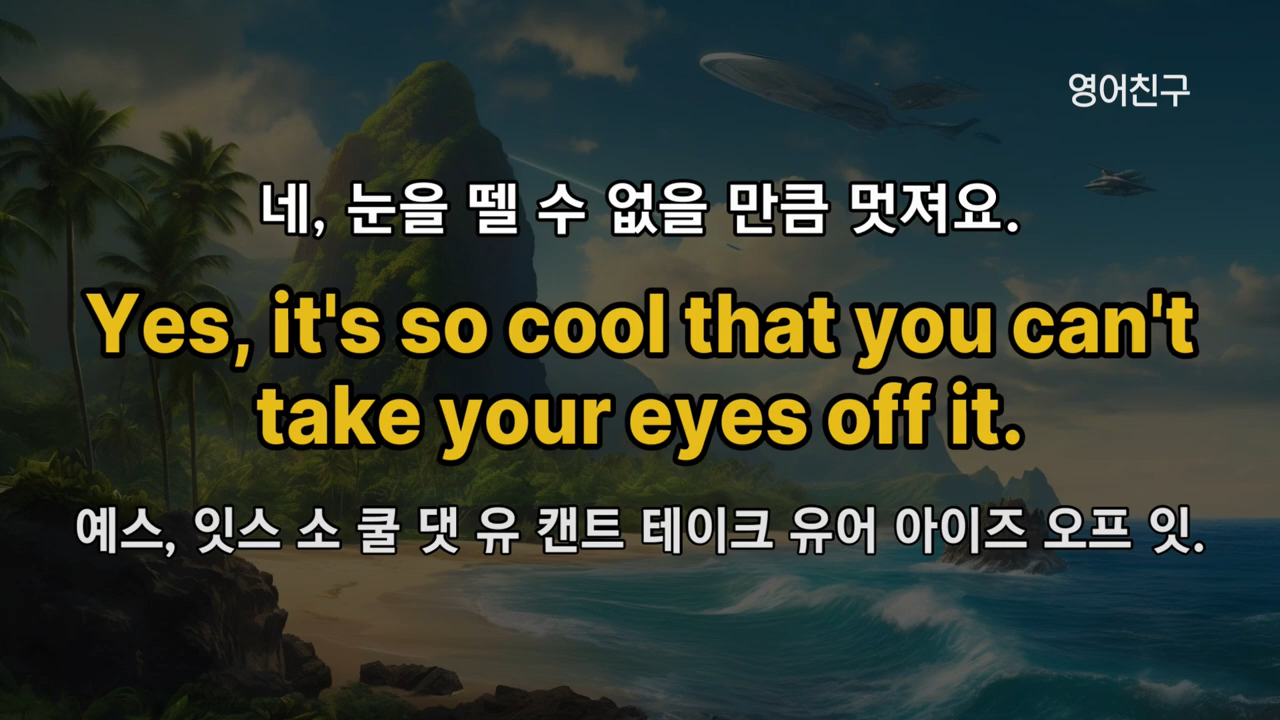 영어친구
네, 눈을 뗄 수 없을 만큼 멋져요.
Yes, it's so cool that you can't
take your eyes off it.
예스, 잇스 소 쿨 댓 유 캔트 테이크 유어 아이즈 오프 잇.